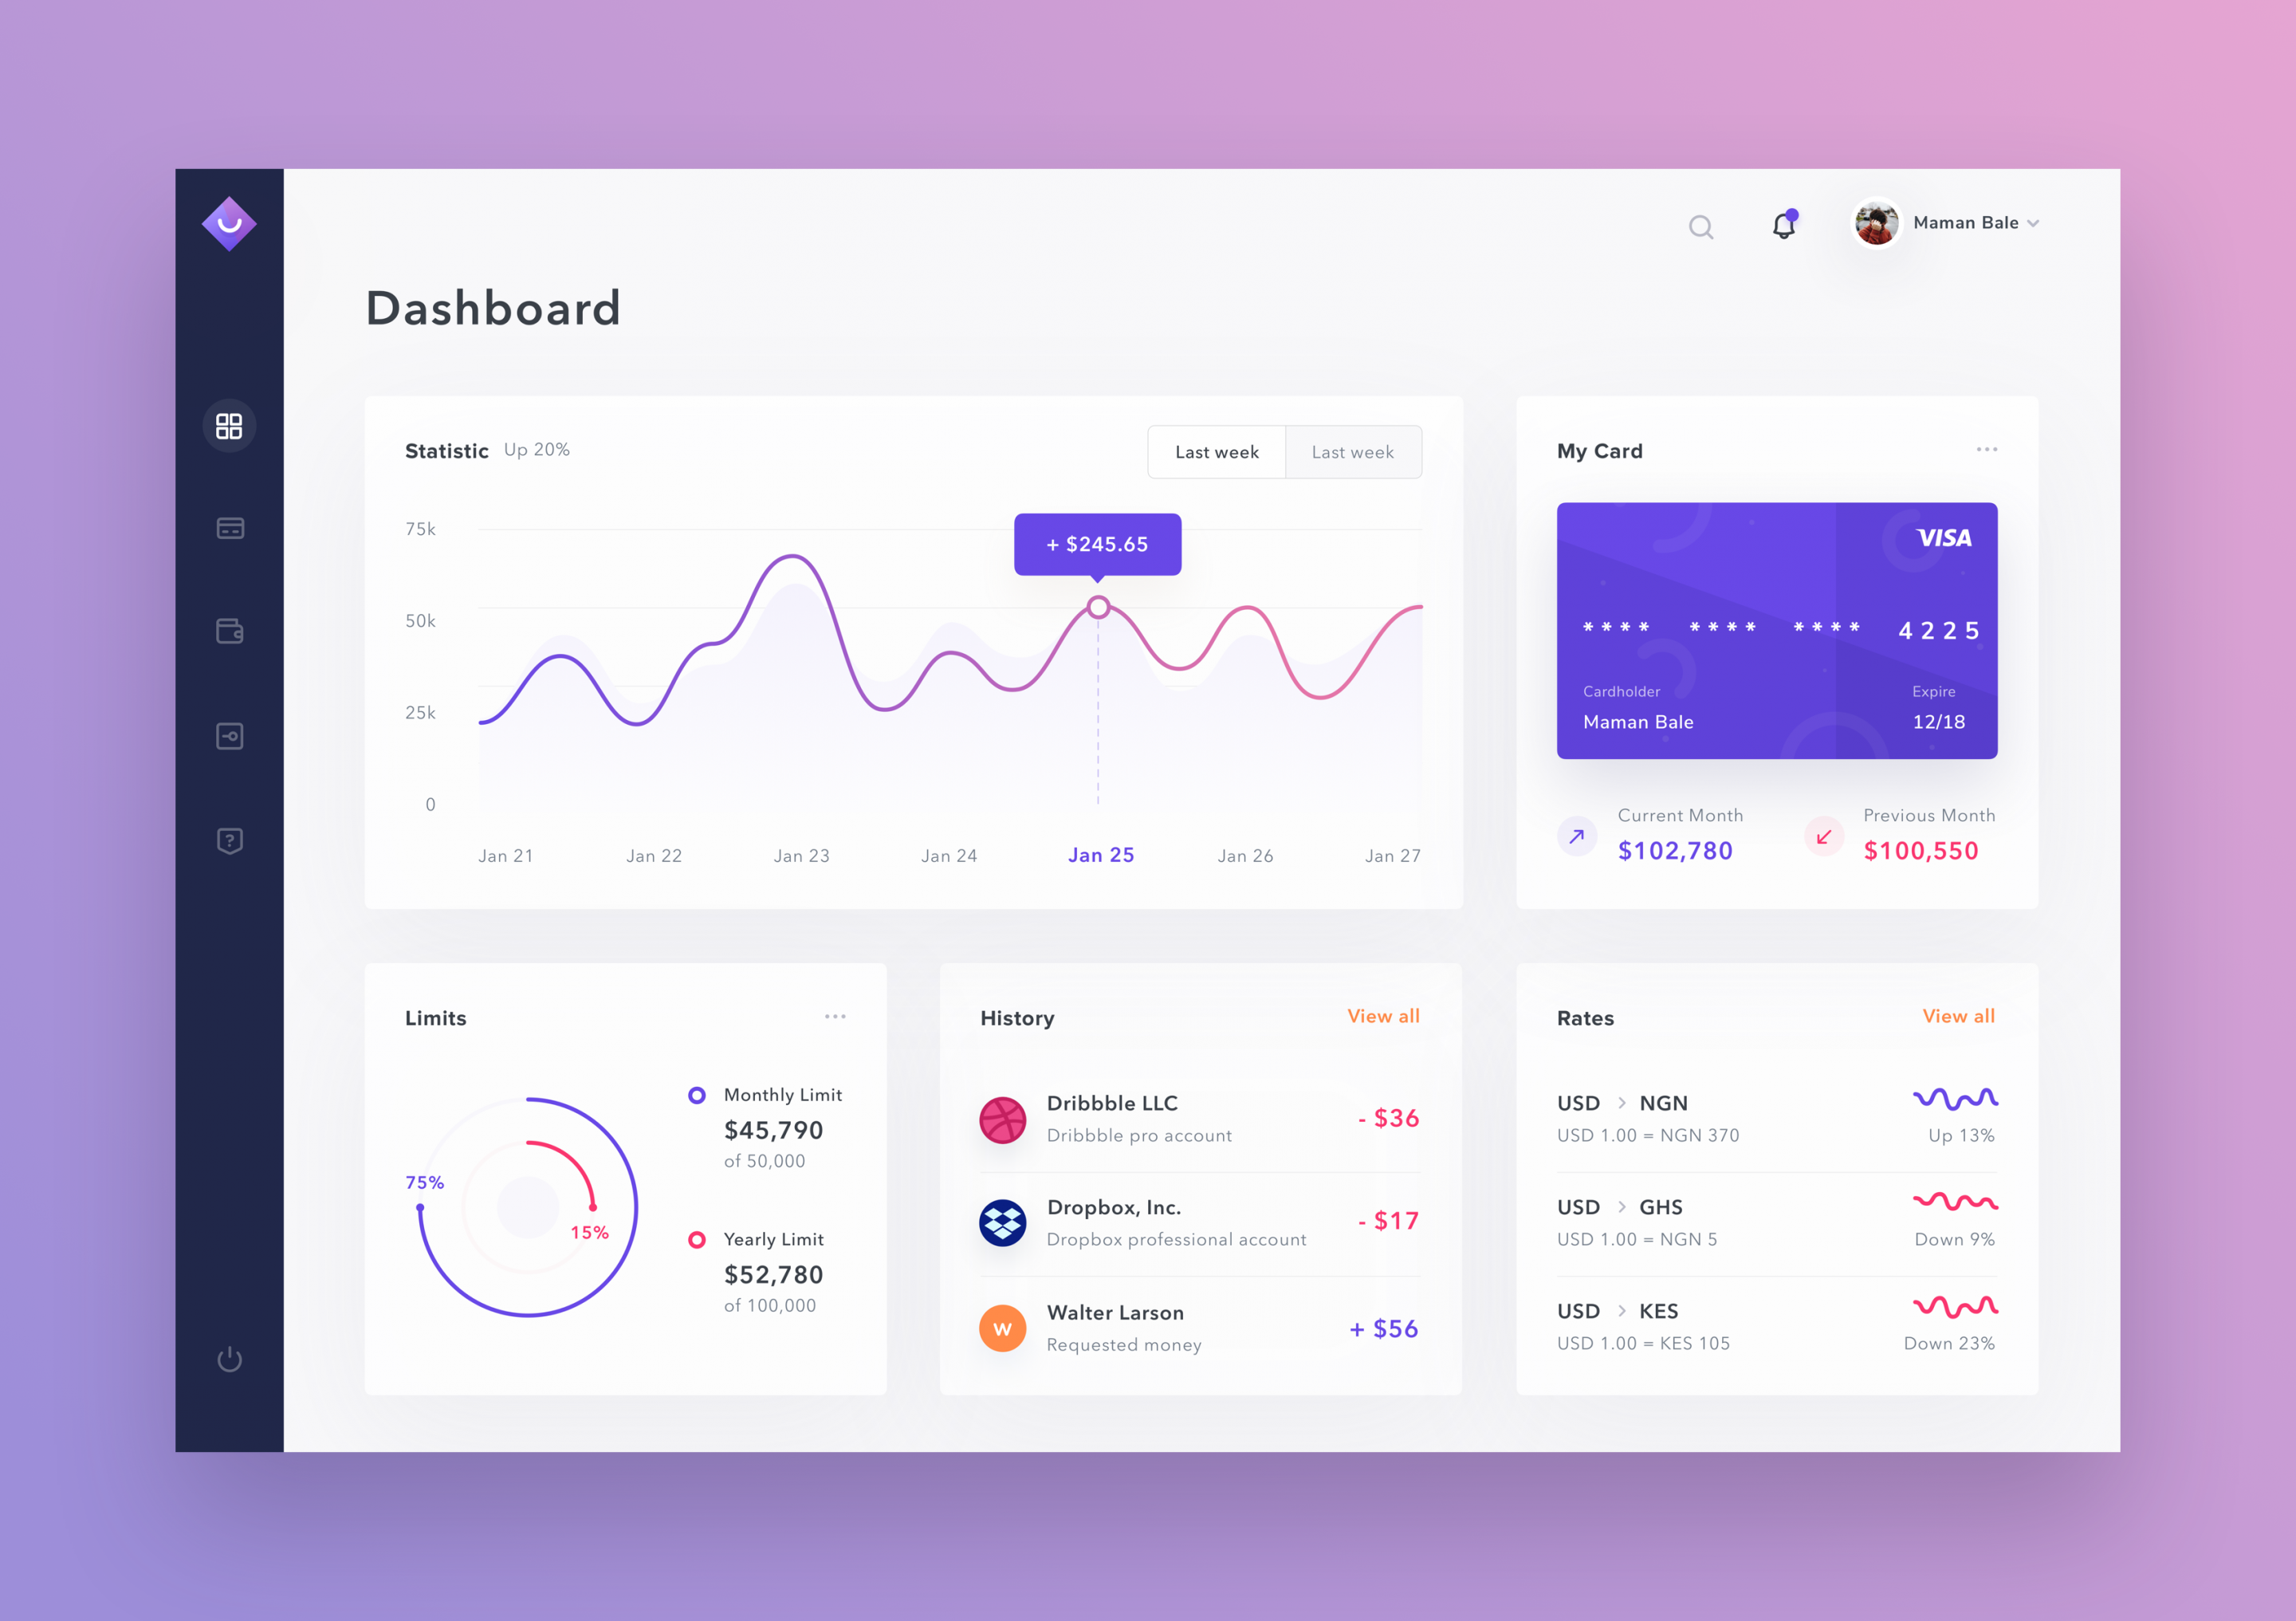 Maman Bale
Dashboard
Statistic Up 20%
Last week Last week
75k
50k
25k
0
+ $245.65
Jan 21 Jan 22 Jan 23 Jan 24 Jan 25 Jan 26 Jan 27
My Card
VISA
**** **** **** 4225
Cardholder Expire
Maman Bale 12/18
Current Month Previous Month
$102,780 $100,550
Limits
75%
15%
Monthly Limit
$45,790
of 50,000
Yearly Limit
$52,780
of 100,000
History View all
Dribbble LLC
Dribbble pro account
- $36
Dropbox, Inc.
Dropbox professional account
- $17
W
Walter Larson
Requested money
+ $56
Rates View all
USD > NGN
USD 1.00 = NGN 370 Up 13%
USD > GHS
USD 1.00 = NGN 5 Down 9%
USD > KES
USD 1.00 = KES 105 Down 23%